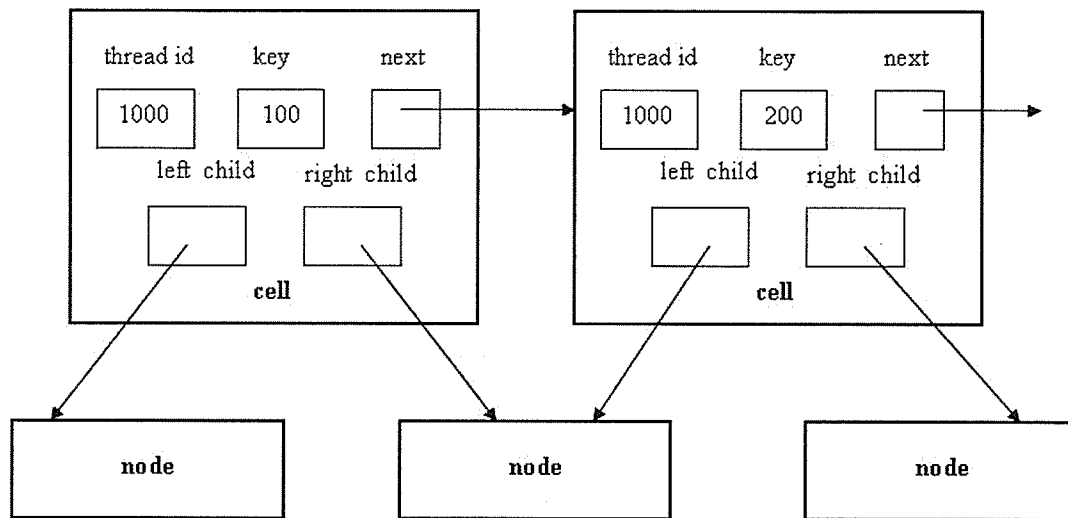 thread id key next thread id key next
1000 100 1000 200
left child right child left child right child
cell cell
node node node